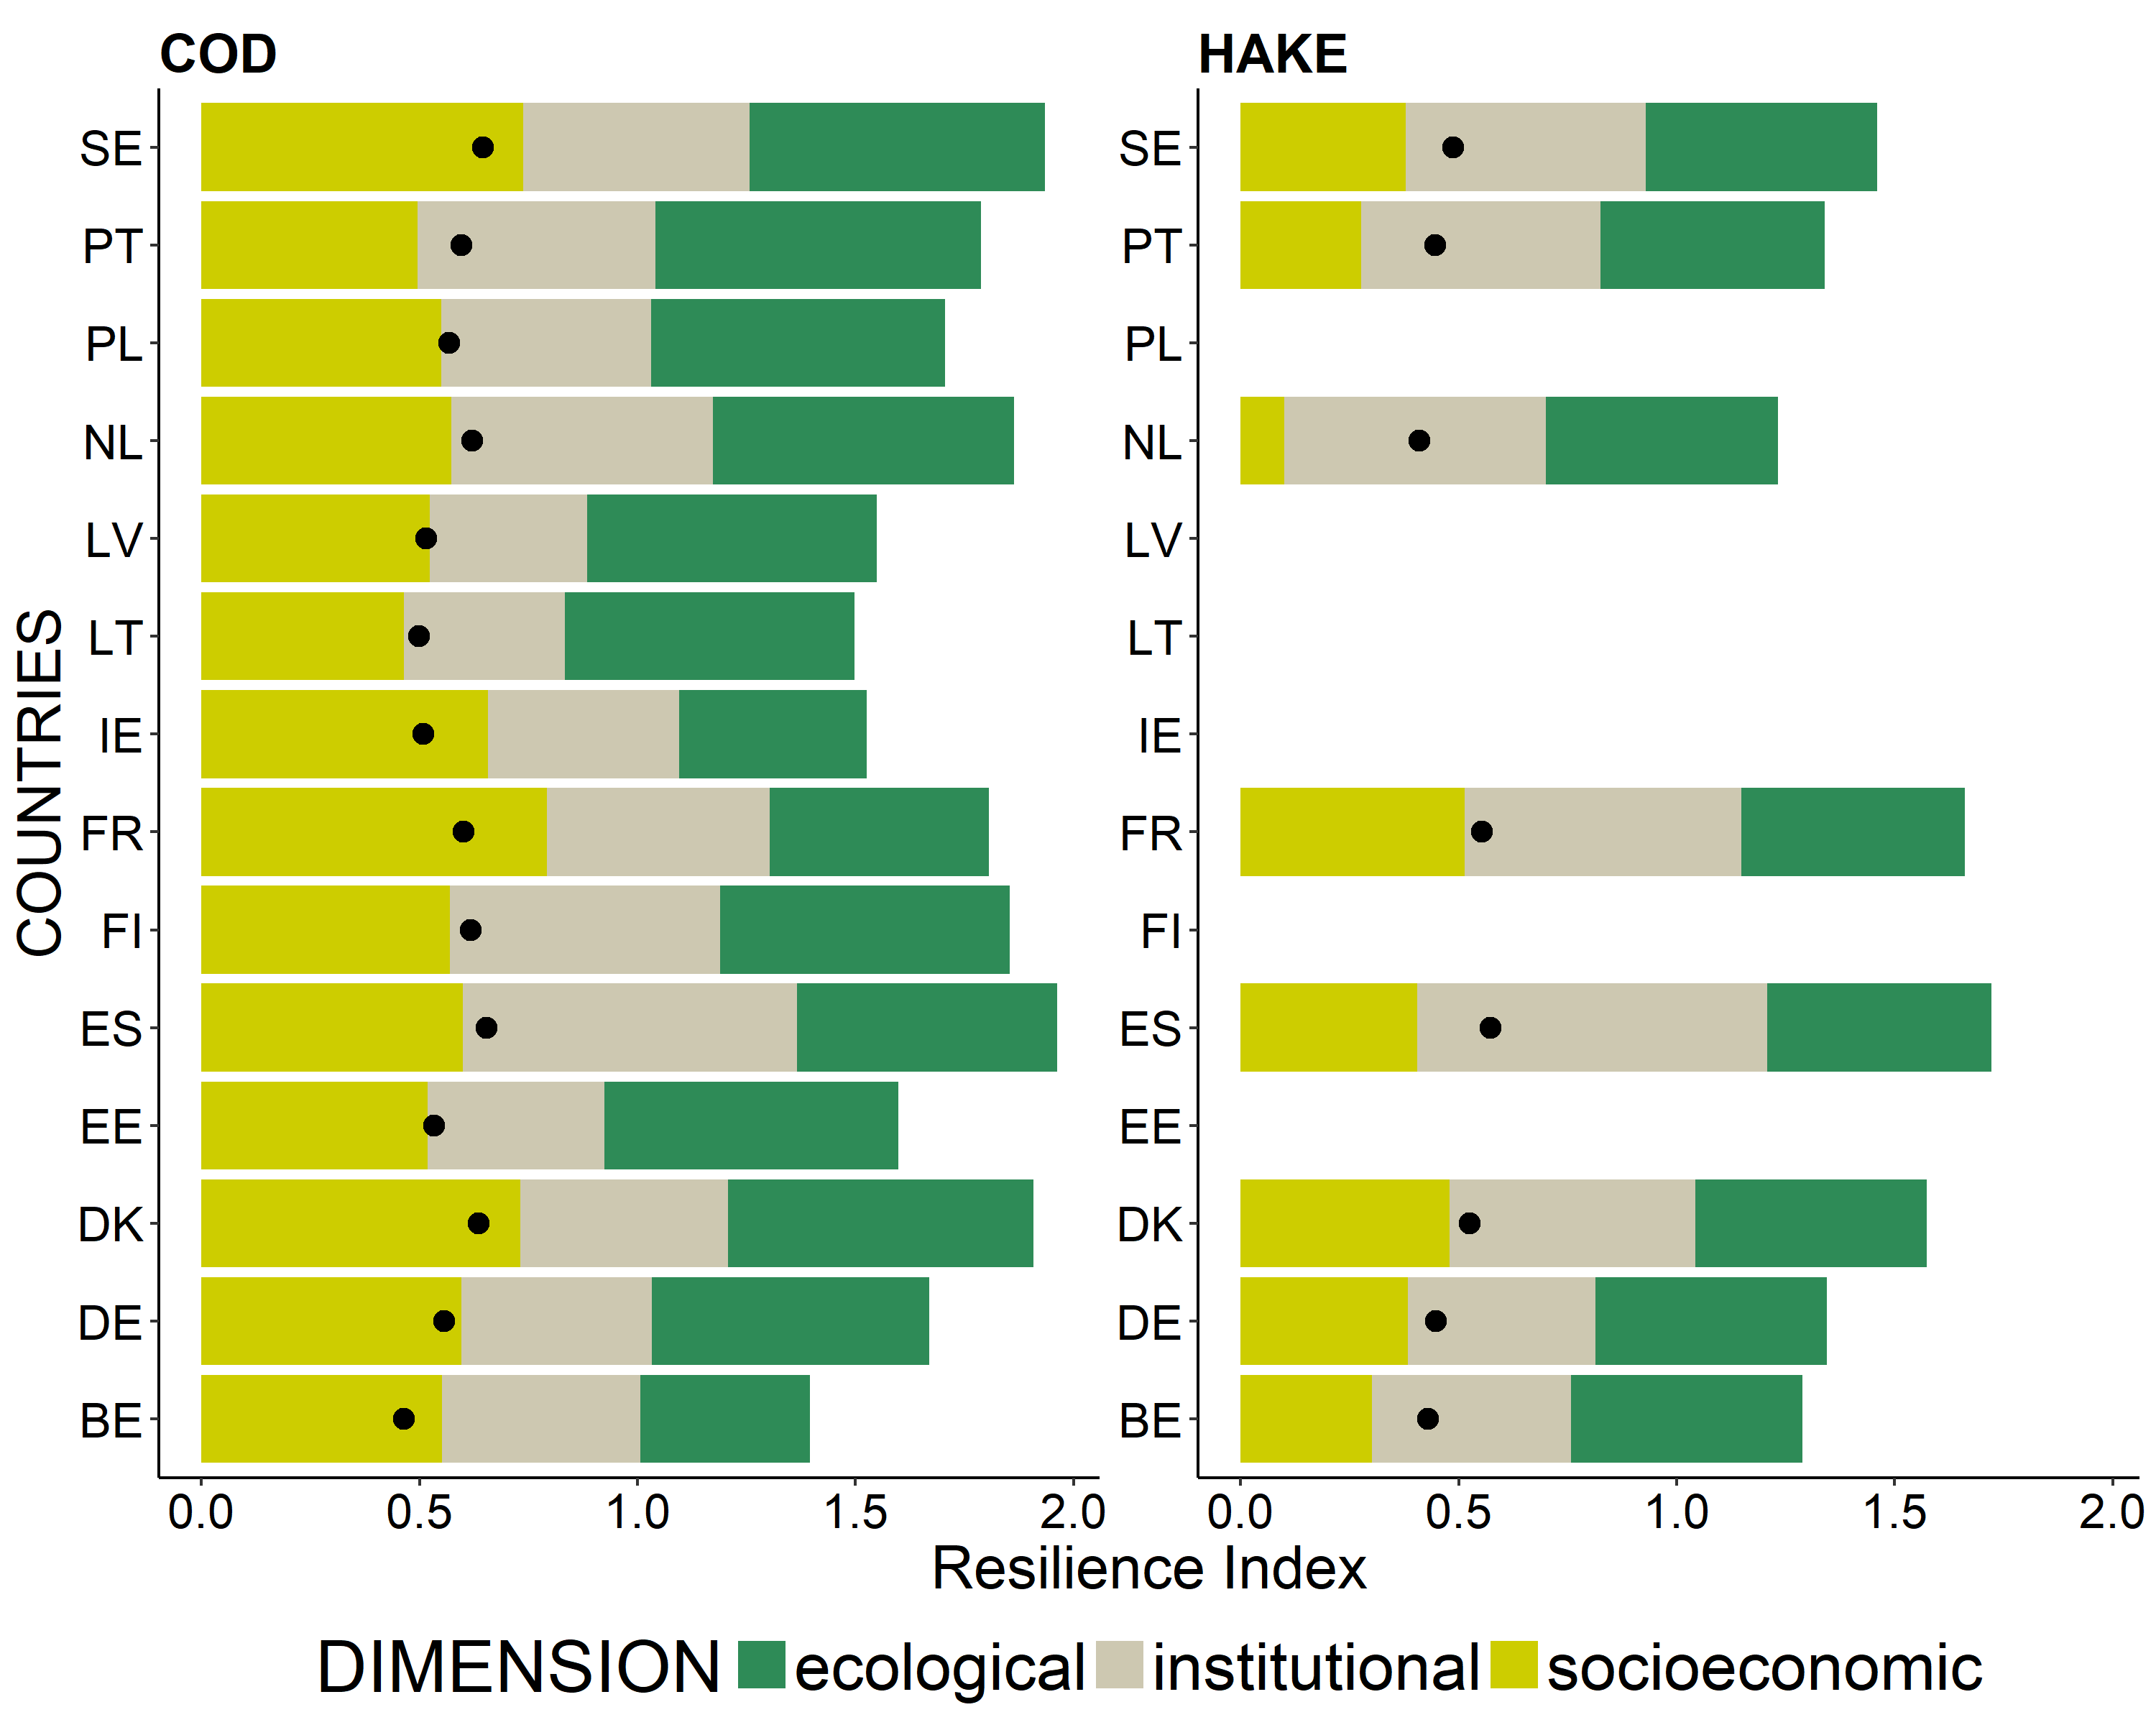 COD
SE
PT
PL
NL
LV
LT
IE
FR
FI
ES
EE
DK
DE
BE
0.0 0.5 1.0 1.5 2.0
COUNTRIES
HAKE
SE
PT
PL
NL
LV
LT
IE
FR
FI
ES
EE
DK
DE
BE
0.0 0.5 1.0 1.5 2.0
Resilience Index
DIMENSION ecological institutional socioeconomic